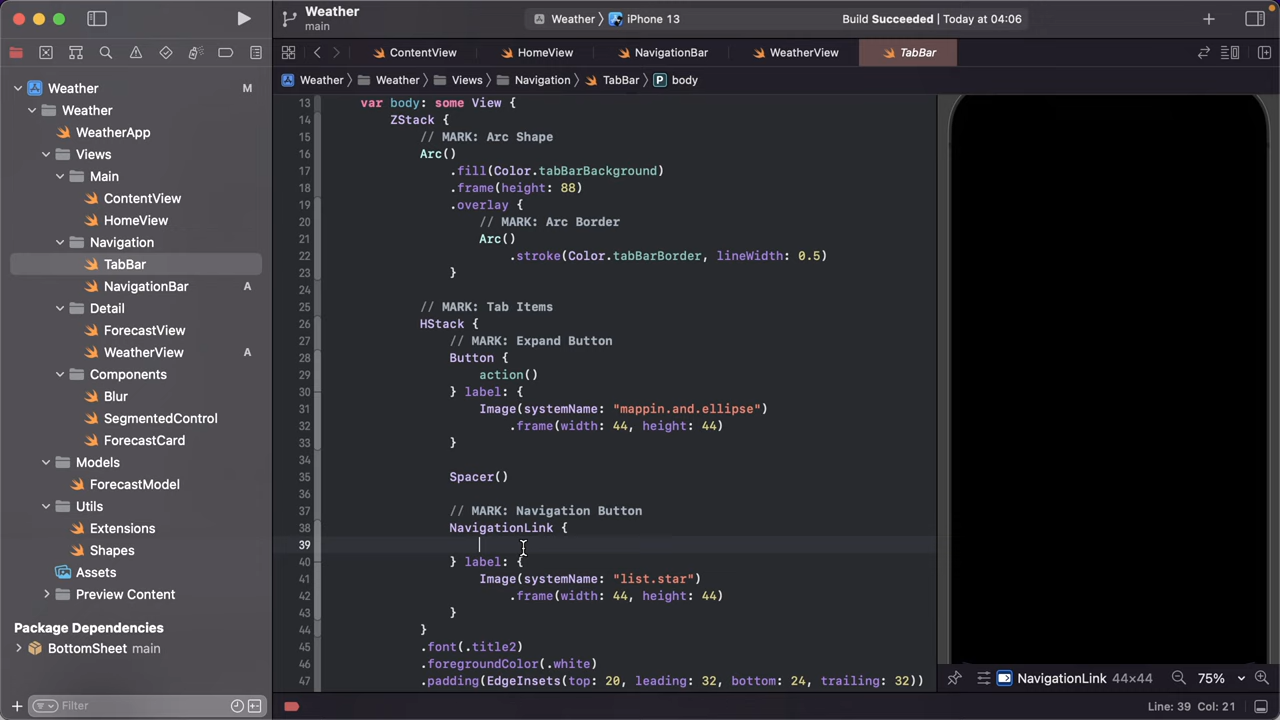 Weather
main
Weather 〉 iPhone 13
Build Succeeded | Today at 04:06
ContentView
HomeView
NavigationBar
WeatherView
TabBar
Weather 〉 Weather 〉 Views 〉 Navigation 〉 TabBar 〉 P body
Weather M
Weather
WeatherApp
Views
Main
ContentView
HomeView
Navigation
TabBar
NavigationBar A
Detail
ForecastView
WeatherView A
Components
Blur
SegmentedControl
ForecastCard
Models
ForecastModel
Utils
Extensions
Shapes
Assets
Preview Content
Package Dependencies
BottomSheet main
Filter
13 var body: some View {
14 ZStack {
15 // MARK: Arc Shape
16 Arc()
17 .fill(Color.tabBarBackground)
18 .frame(height: 88)
19 .overlay {
20 // MARK: Arc Border
21 Arc()
22 .stroke(Color.tabBarBorder, lineWidth: 0.5)
23 }
24
25 // MARK: Tab Items
26 HStack {
27 // MARK: Expand Button
28 Button {
29 action()
30 } label: {
31 Image(systemName: "mappin.and.ellipse")
32 .frame(width: 44, height: 44)
33 }
34
35 Spacer()
36
37 // MARK: Navigation Button
38 NavigationLink {
39
40 } label: {
41 Image(systemName: "list.star")
42 .frame(width: 44, height: 44)
43 }
44 }
45 .font(.title2)
46 .foregroundColor(.white)
47 .padding(EdgeInsets(top: 20, leading: 32, bottom: 24, trailing: 32))
NavigationLink 44×44
75%
Line: 39 Col: 21